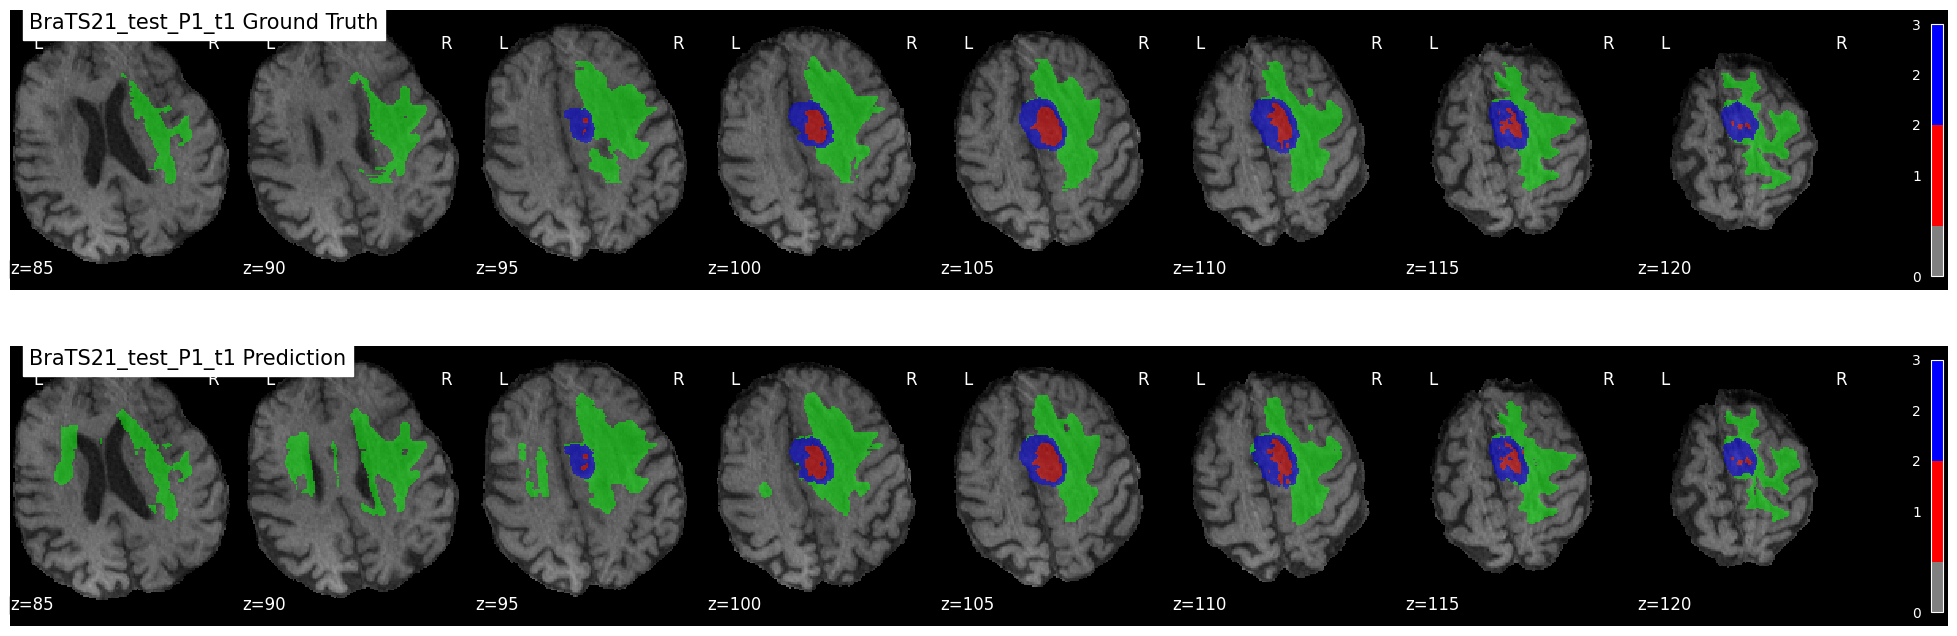 BraTS21_test_P1_t1 Ground Truth
L R L R L R L R L R L R L R L R
3
2
2
1
0
z=85 z=90 z=95 z=100 z=105 z=110 z=115 z=120
BraTS21_test_P1_t1 Prediction
L R L R L R L R L R L R L R L R
3
2
2
1
0
z=85 z=90 z=95 z=100 z=105 z=110 z=115 z=120